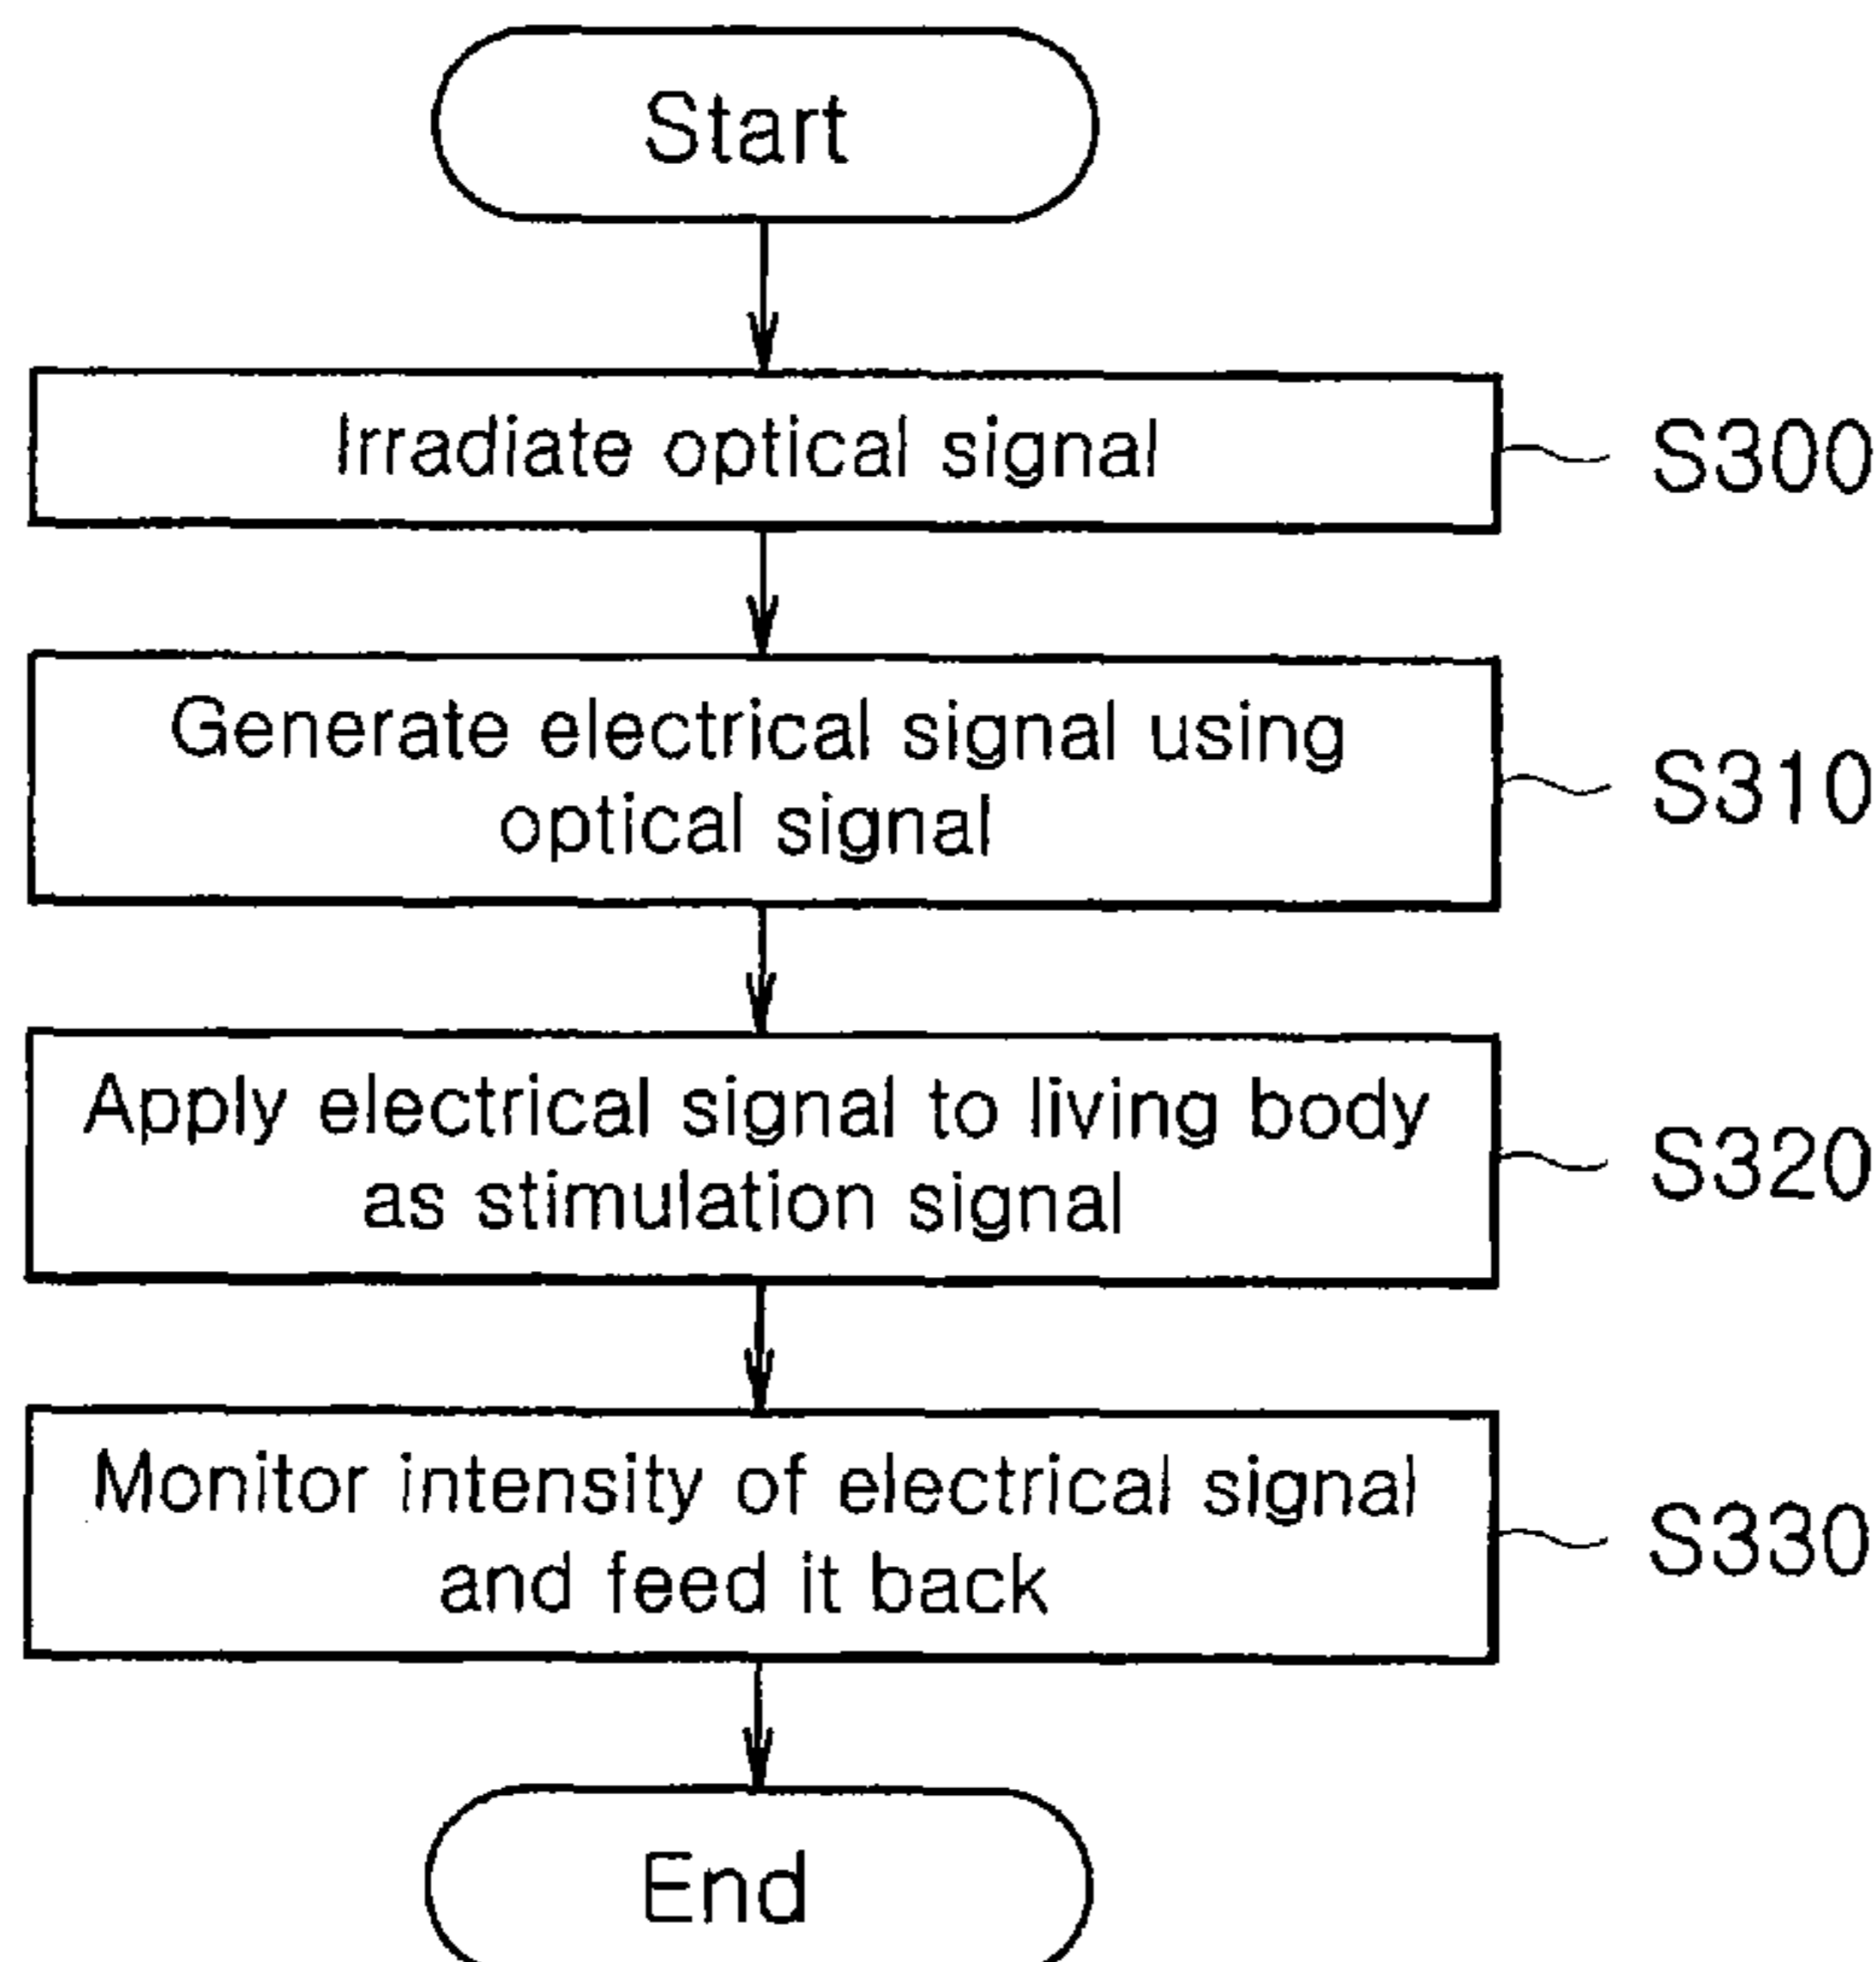 Start
Irradiate optical signal
S300
Generate electrical signal using
optical signal
S310
Apply electrical signal to living body
as stimulation signal
S320
Monitor intensity of electrical signal
and feed it back
S330
End